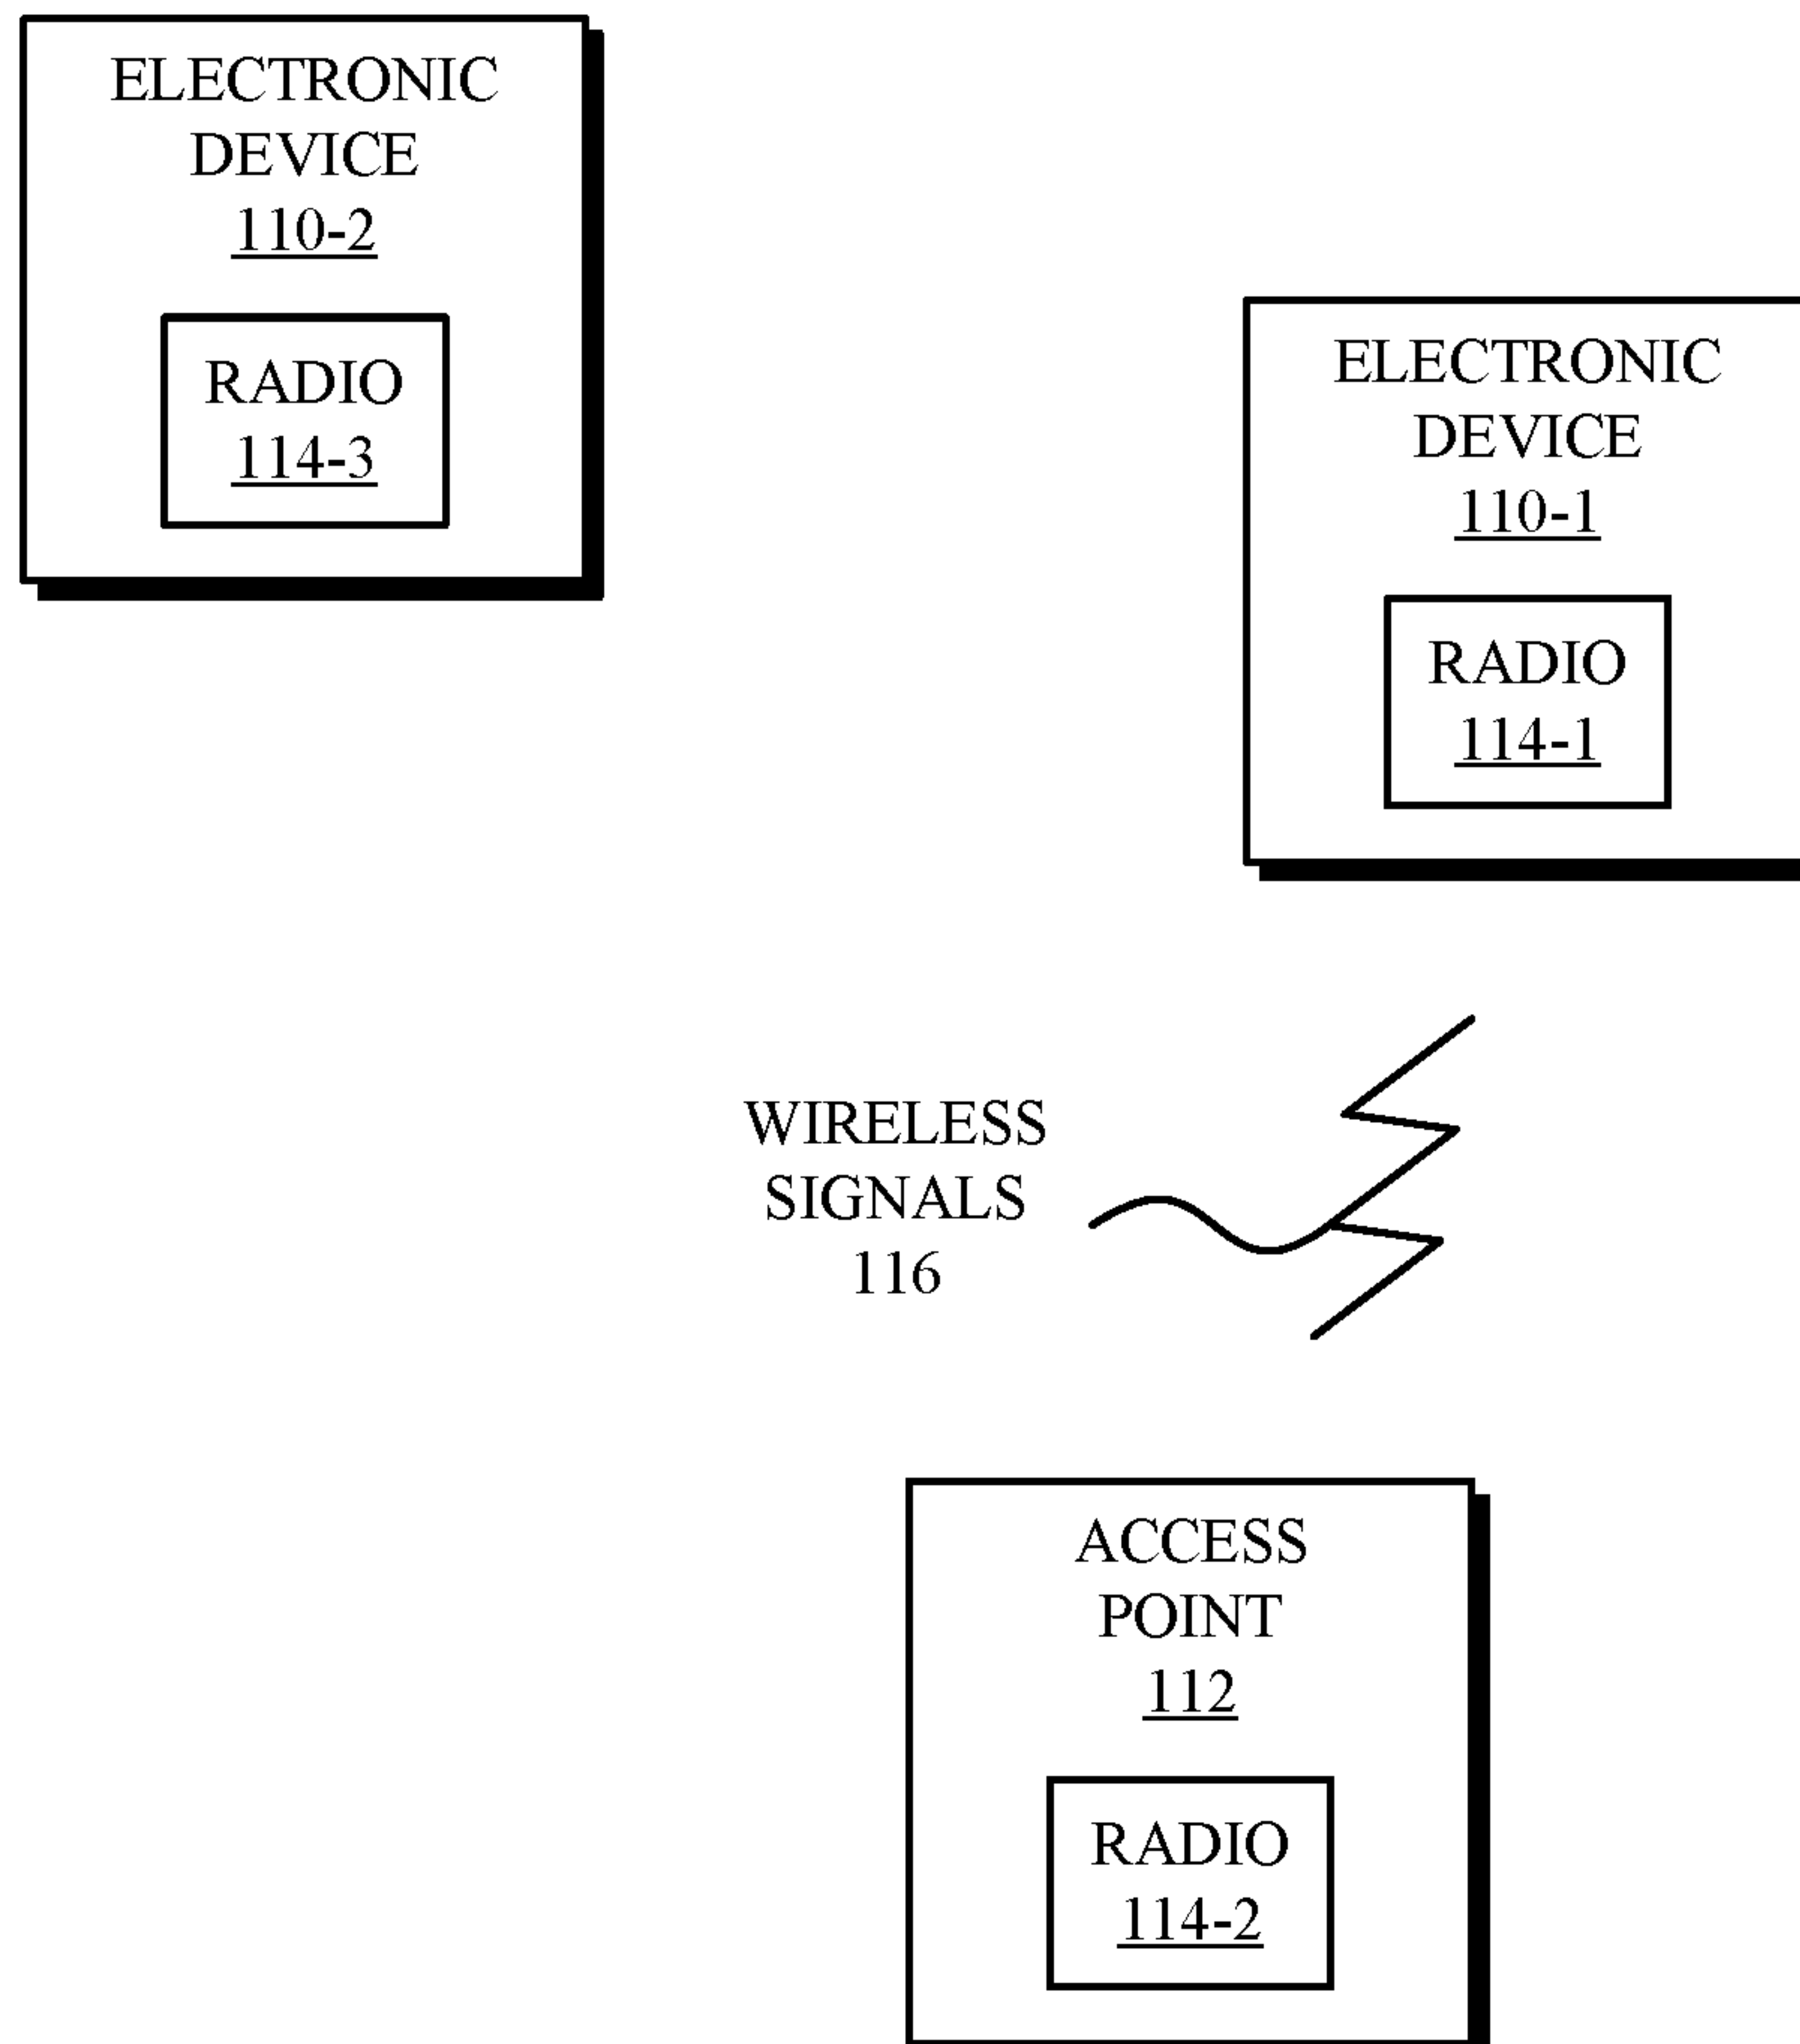 ELECTRONIC
DEVICE
110-2
RADIO
114-3
ELECTRONIC
DEVICE
110-1
RADIO
114-1
WIRELESS
SIGNALS
116
ACCESS
POINT
112
RADIO
114-2